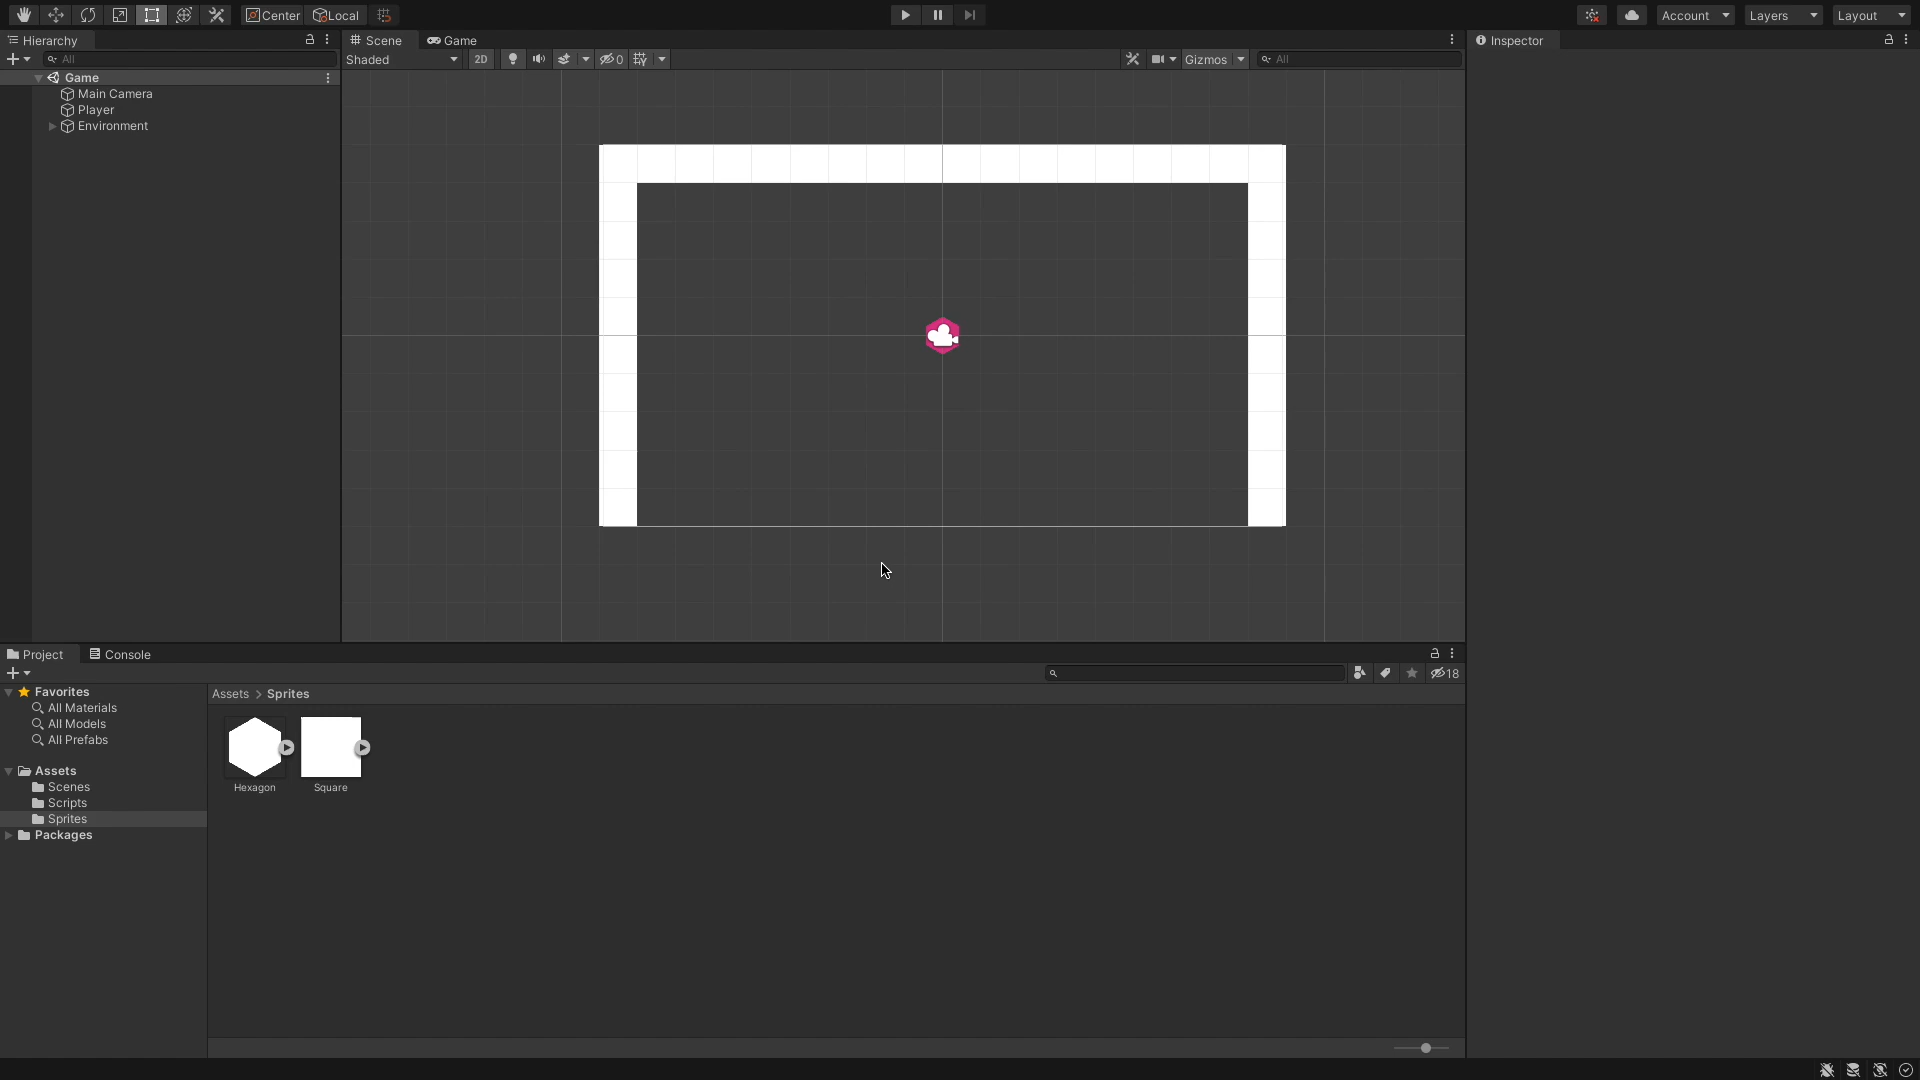 Center Local Account Layers Layout
Hierarchy Scene Game Inspector
All Shaded 2D 0 Gizmos All
Game
Main Camera
Player
Environment
Project Console
18
Favorites Assets > Sprites
All Materials
All Models
All Prefabs
Assets
Scenes Hexagon Square
Scripts
Sprites
Packages